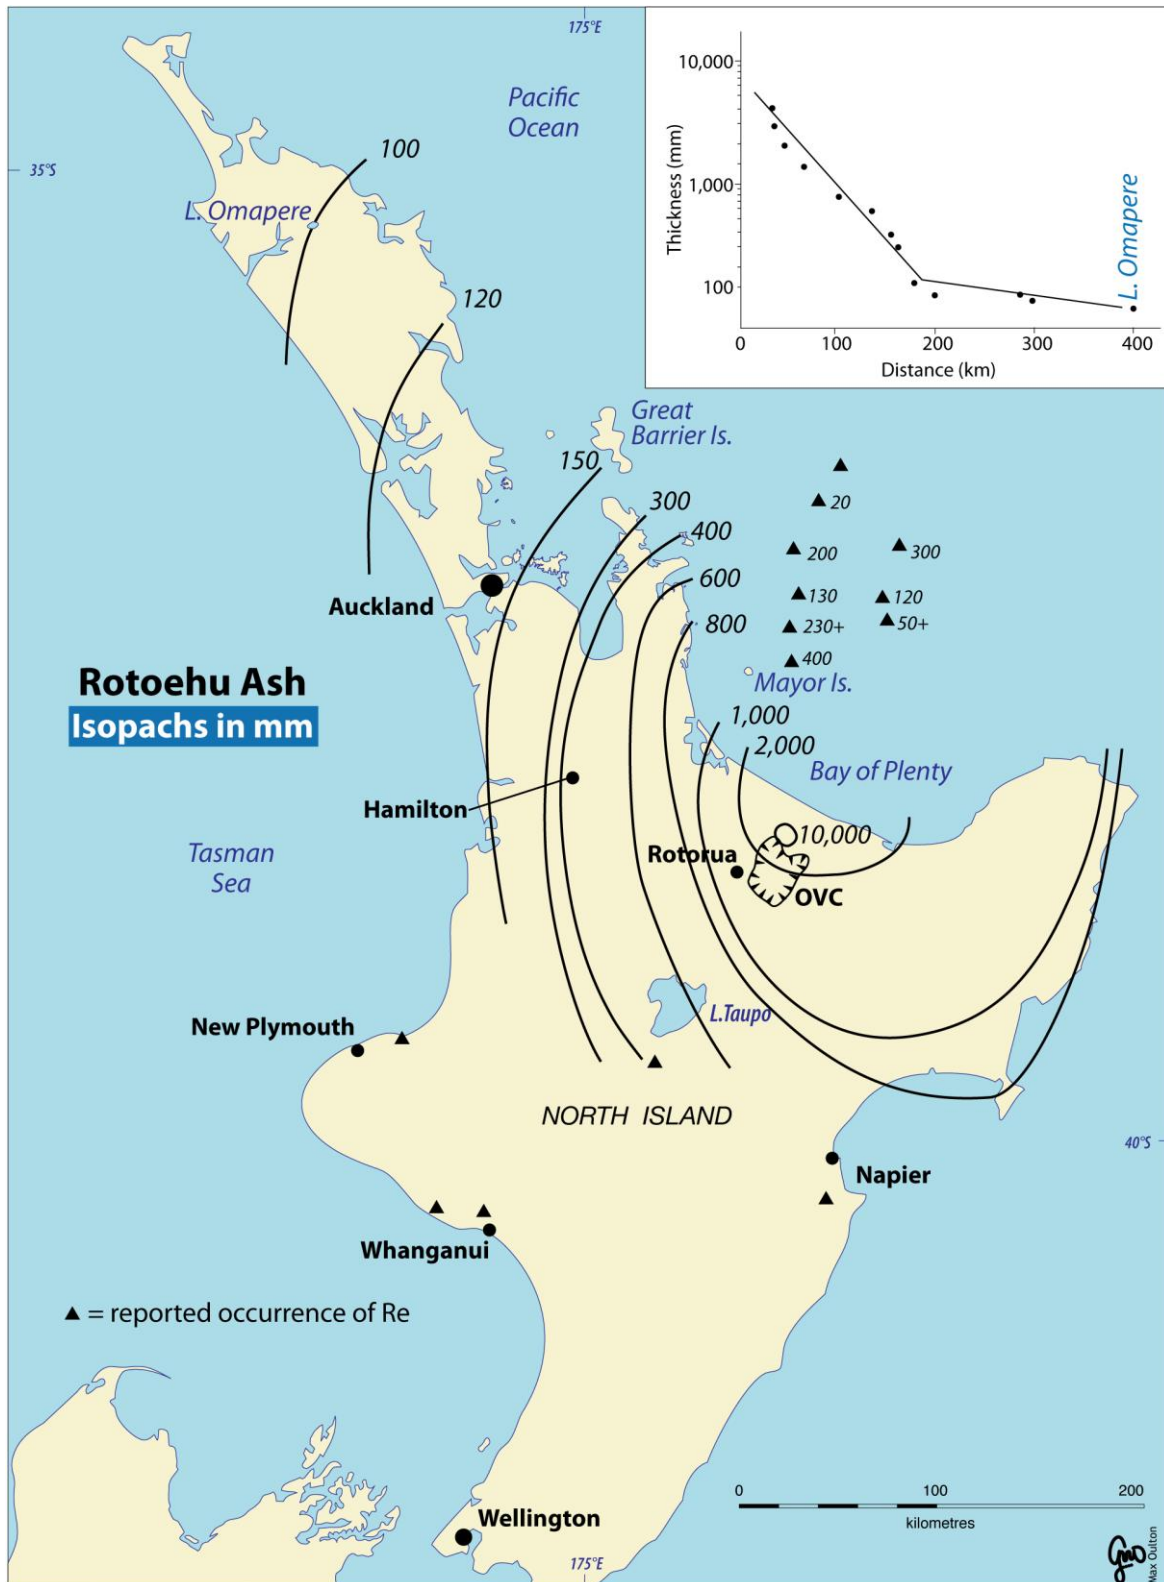 175°E
Pacific
Ocean
35°S
100
L. Omapere
120
10,000
1,000
100
Thickness (mm)
0
100
200
300
400
Distance (km)
L. Omapere
Great
Barrier Is.
150
300
400
600
800
20
200
300
130
120
230+
50+
400
Mayor Is.
Auckland
Rotoehu Ash
Isopachs in mm
1,000
2,000
Bay of Plenty
Hamilton
10,000
Rotorua
OVC
Tasman
Sea
L.Taupo
New Plymouth
NORTH ISLAND
40°S
Napier
Whanganui
▲ = reported occurrence of Re
0
100
200
kilometres
Wellington
175°E
Max Oulton